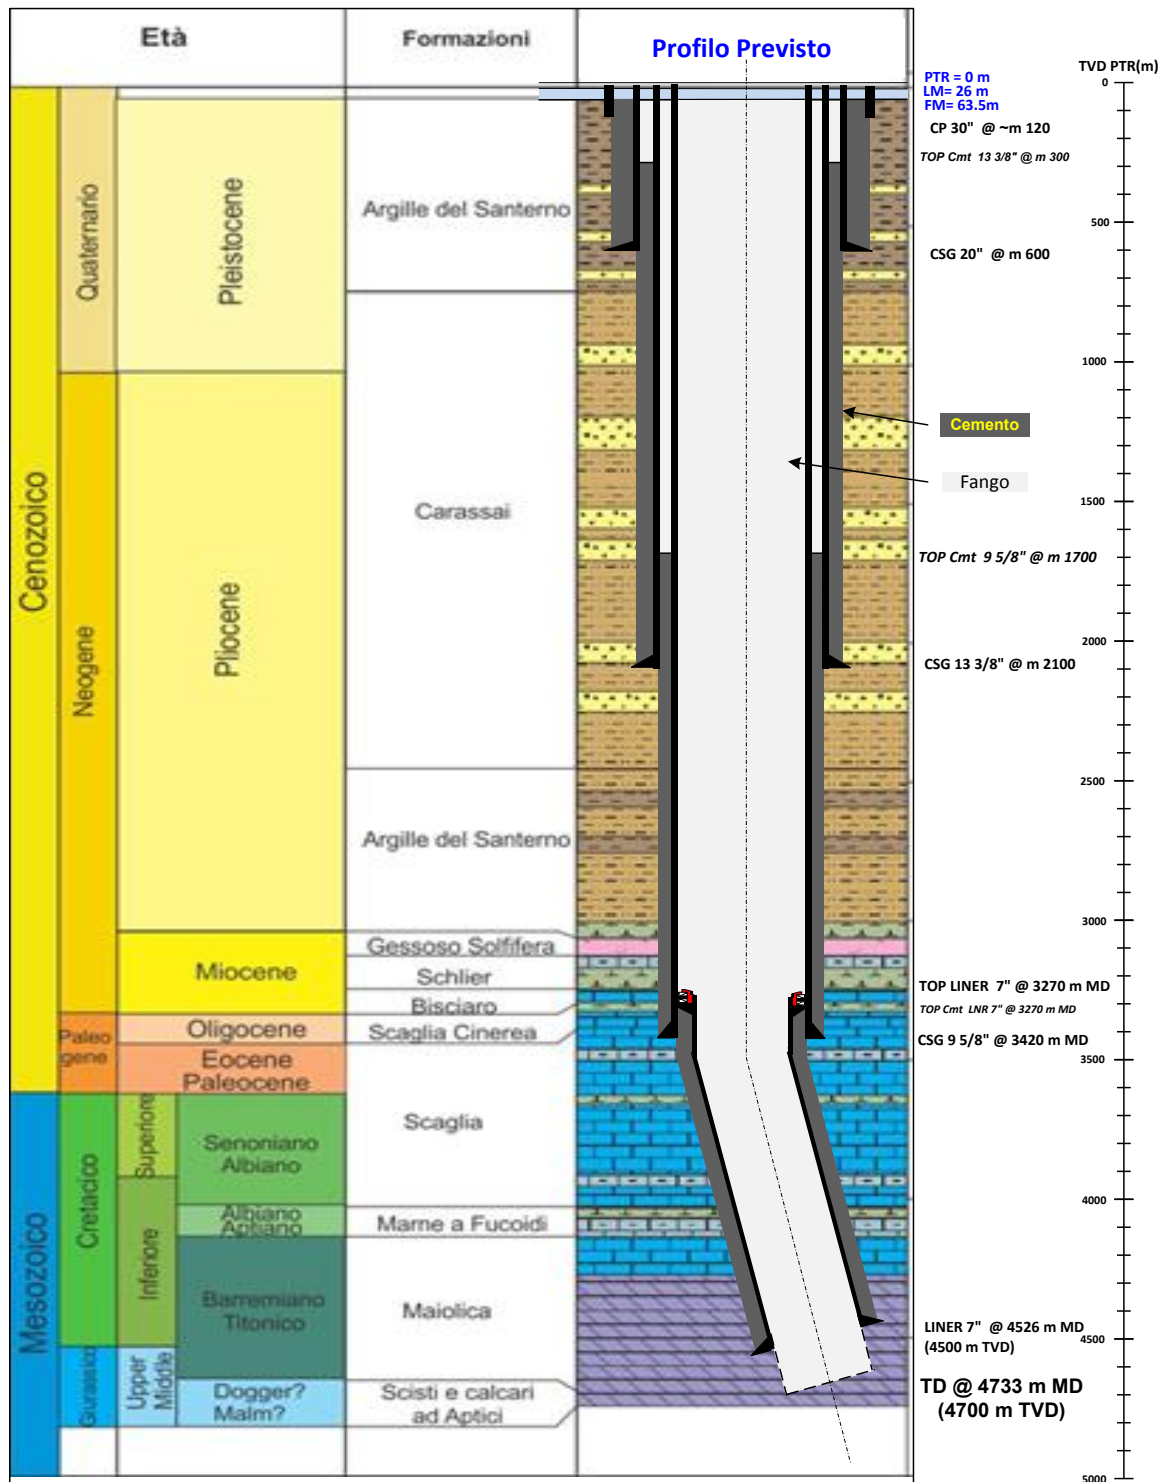 Età
Formazioni
Profilo Previsto
TVD PTR(m)
PTR = 0 m
LM= 26 m
FM= 63.5m
0
CP 30" @ ~m 120
TOP Cmt 13 3/8" @ m 300
Cenozoico
Quaternario
Pleistocene
Argille del Santerno
500
CSG 20" @ m 600
1000
Cemento
Fango
Neogene
Pliocene
Carassai
1500
TOP Cmt 9 5/8" @ m 1700
2000
CSG 13 3/8" @ m 2100
2500
Argille del Santerno
3000
Miocene
Gessoso Solfifera
Schlier
Bisciaro
TOP LINER 7" @ 3270 m MD
TOP Cmt LNR 7" @ 3270 m MD
CSG 9 5/8" @ 3420 m MD
Paleo
gene
Oligocene
Scaglia Cinerea
Eocene
Paleocene
3500
Mesozoico
Cretacico
Superiore
Senoniano
Albiano
Scaglia
4000
Inferiore
Albiano
Aptiano
Marne a Fucoidi
Barremiano
Titonico
Maiolica
LINER 7" @ 4526 m MD
(4500 m TVD)
4500
Giurassico
Upper
Middle
Dogger?
Malm?
Scisti e calcari
ad Aptici
TD @ 4733 m MD
(4700 m TVD)
5000